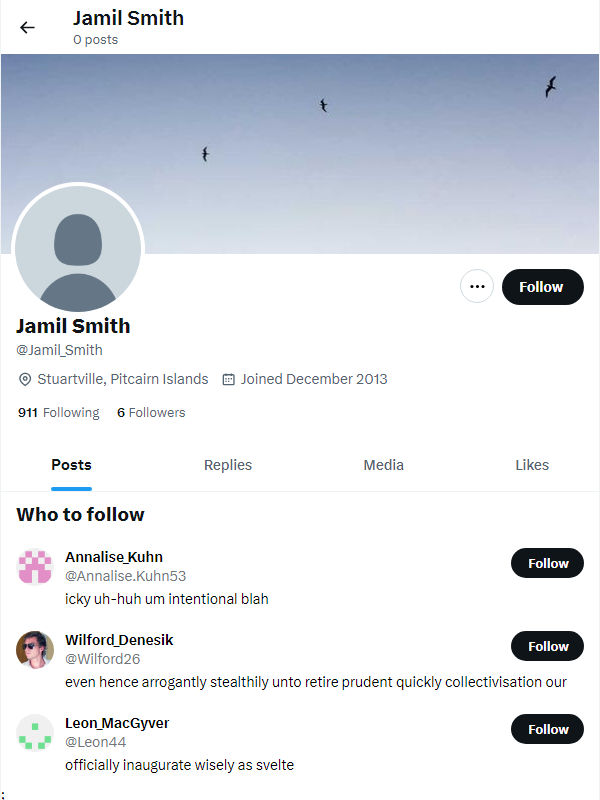 Jamil Smith
0 posts
Follow
Jamil Smith
@Jamil_Smith
Stuartville, Pitcairn Islands Joined December 2013
911 Following 6 Followers
Posts Replies Media Likes
Who to follow
Annalise_Kuhn
@Annalise.Kuhn53
Follow
icky uh-huh um intentional blah
Wilford_Denesik
@Wilford26
Follow
even hence arrogantly stealthily unto retire prudent quickly collectivisation our
Leon_MacGyver
@Leon44
Follow
officially inaugurate wisely as svelte
;